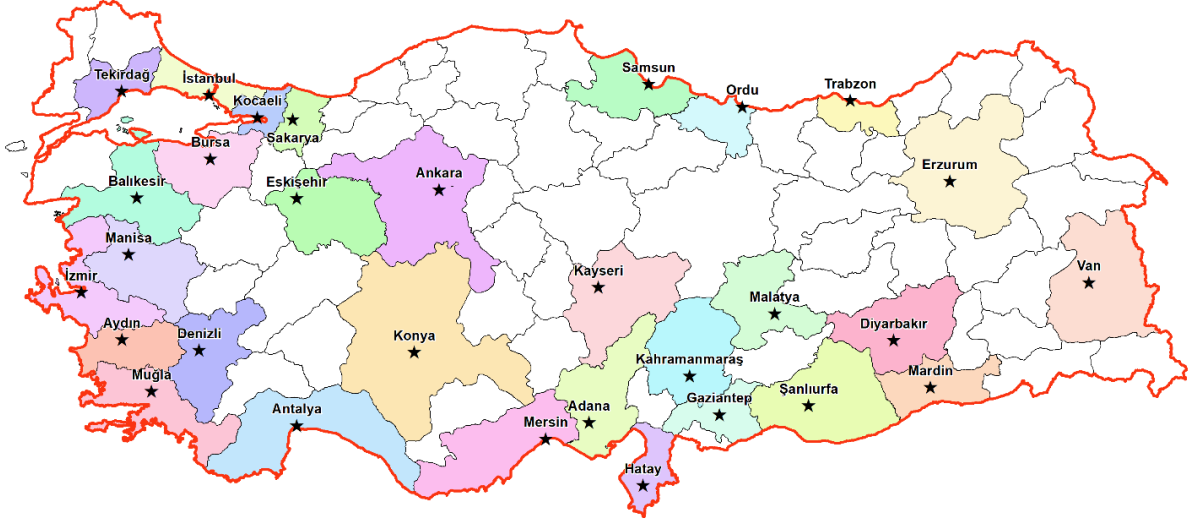 Samsun
Tekirdağ
İstanbul
Trabzon
Ordu
Kocaeli
Sakarya
Bursa
Erzurum
Ankara
Balıkesir
Eskişehir
Manisa
Van
Kayseri
İzmir
Malatya
Aydın
Diyarbakır
Denizli
Konya
Kahramanmaraş
Mardin
Muğla
Şanlıurfa
Gaziantep
Adana
Antalya
Mersin
Hatay